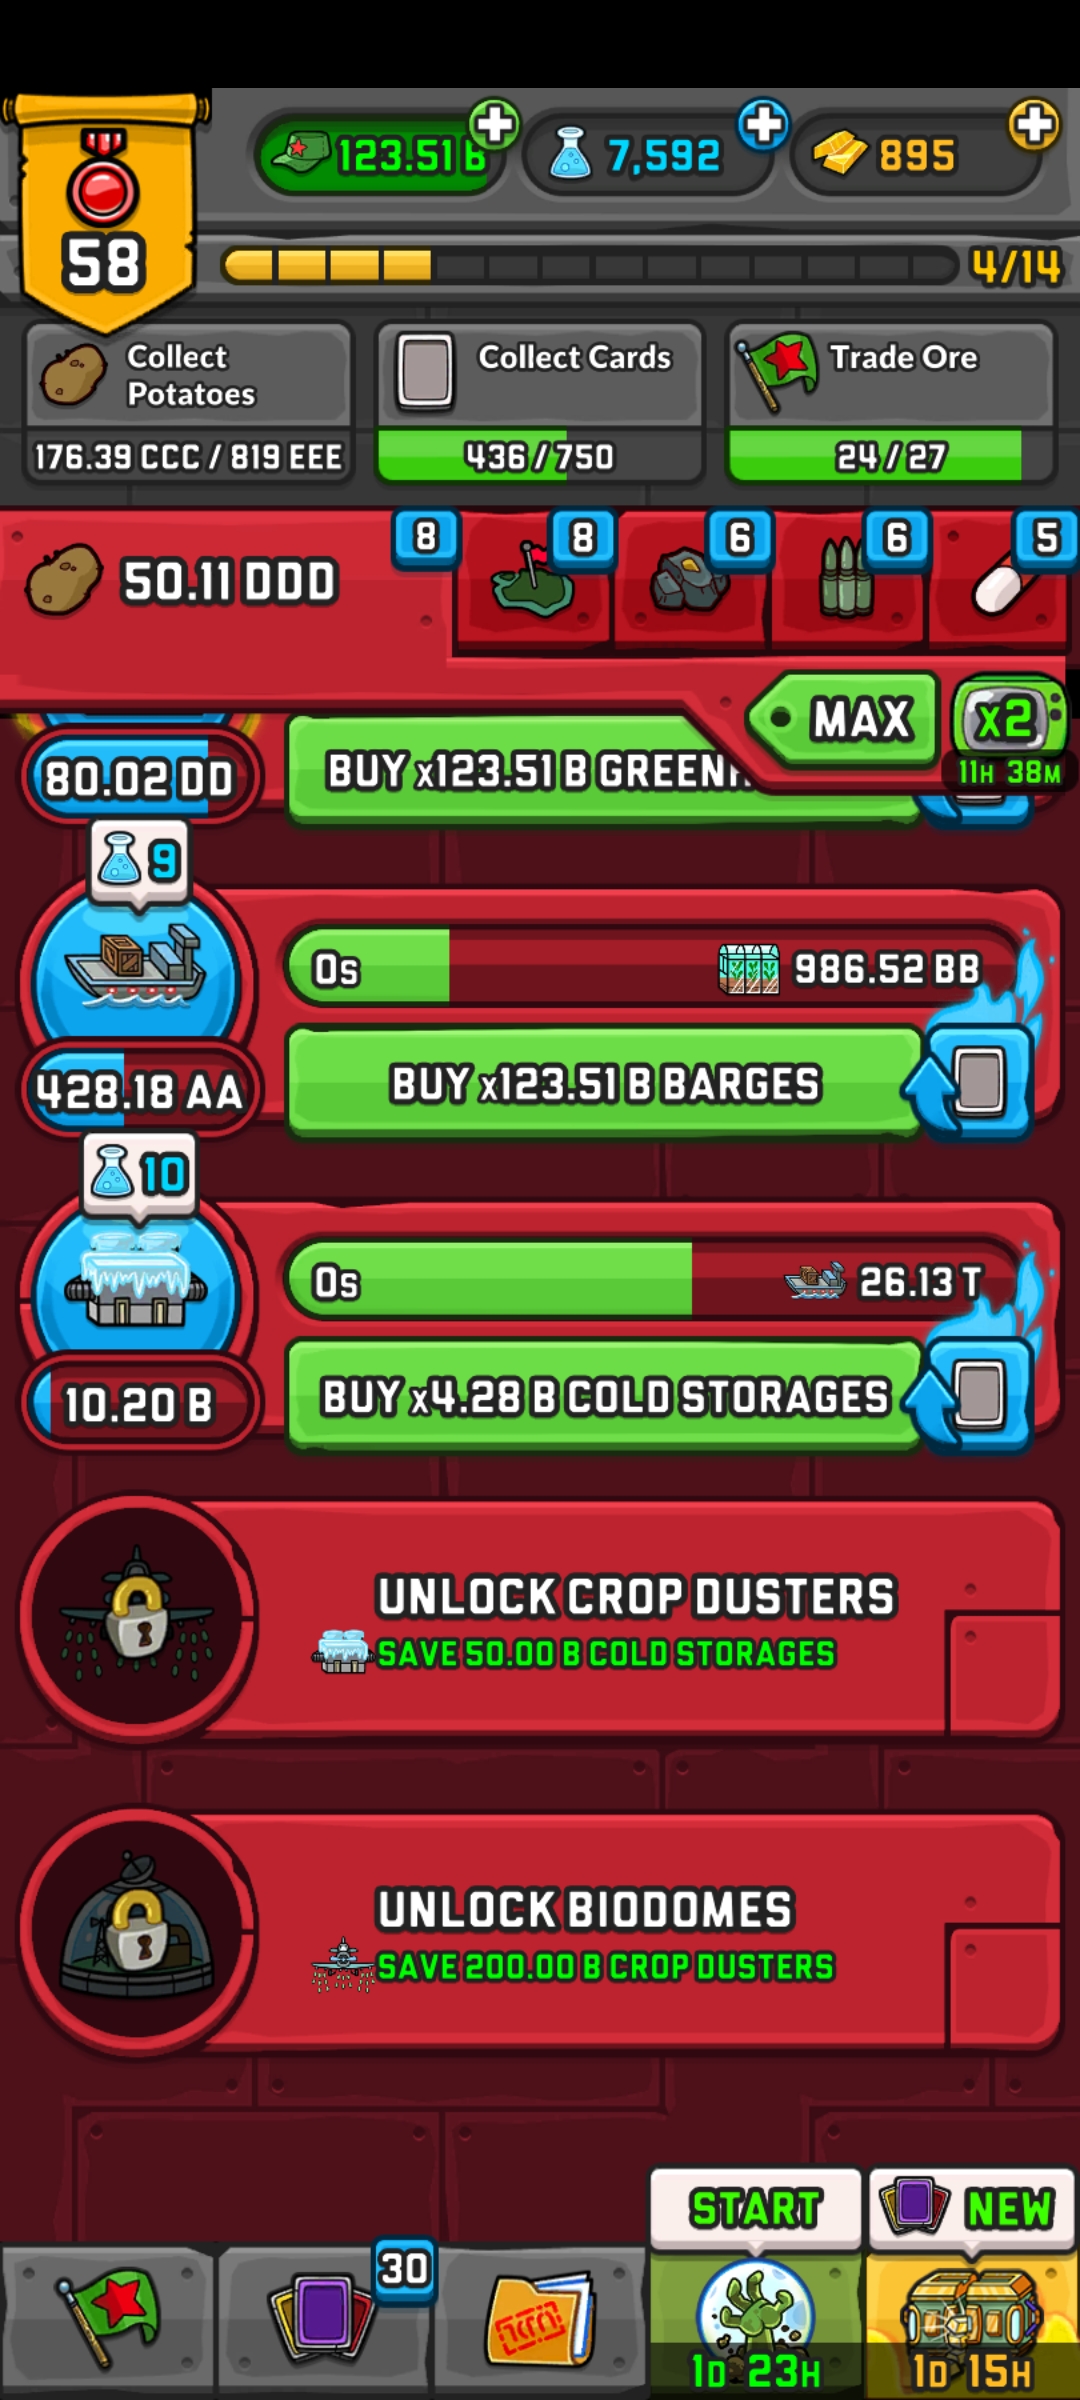 58
123.51 B
7,592
895
4/14
Collect
Potatoes
176.39 CCC / 819 EEE
Collect Cards
436 / 750
Trade Ore
24 / 27
50.11 DDD
8
8
6
6
5
MAX
x2
11H 38M
80.02 DD
BUY x123.51 B
9
0s
986.52 BB
428.18 AA
BUY x123.51 B BARGES
10
0s
26.13 T
10.20 B
BUY x4.28 B COLD STORAGES
UNLOCK CROP DUSTERS
SAVE 50.00 B COLD STORAGES
UNLOCK BIODOMES
SAVE 200.00 B CROP DUSTERS
START
NEW
30
1D 23H
1D 15H